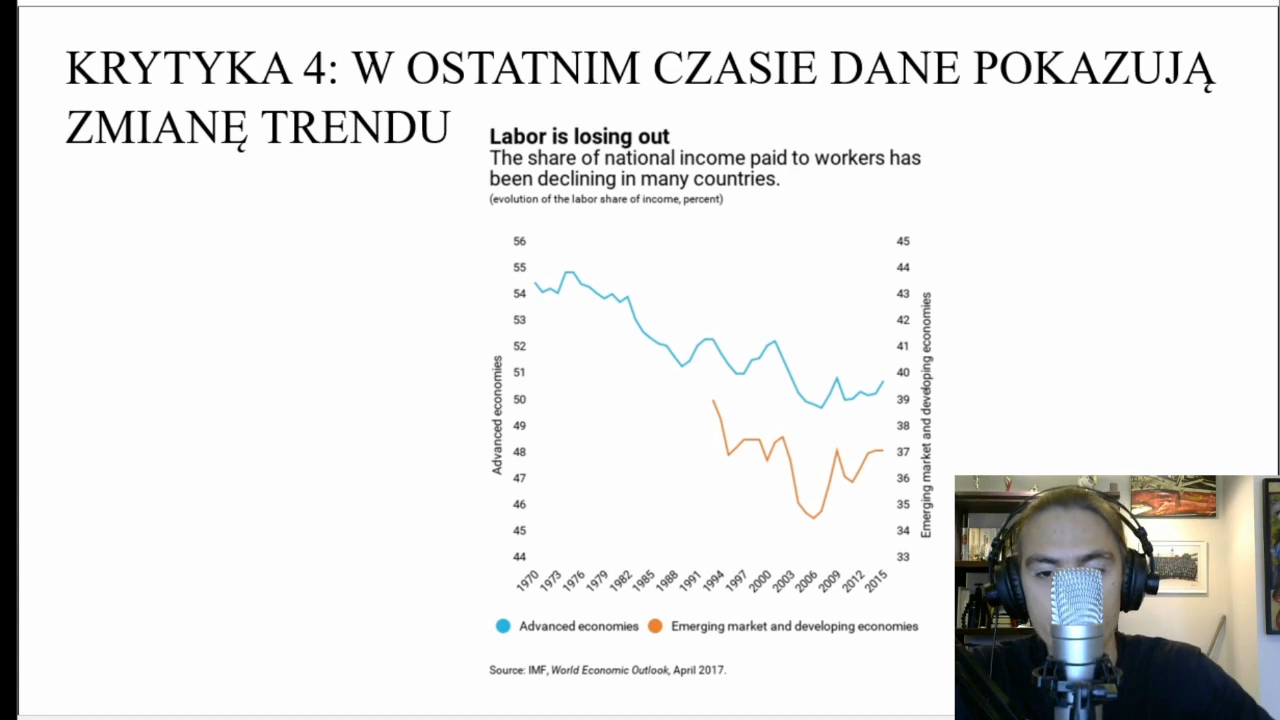 KRYTYKA 4: W OSTATNIM CZASIE DANE POKAZUJĄ
ZMIANĘ TRENDU
Labor is losing out
The share of national income paid to workers has
been declining in many countries.
(evolution of the labor share of income, percent)
56
55
54
53
52
51
50
49
48
47
46
45
44
Advanced economies
45
44
43
42
41
40
39
38
37
36
35
34
33
Emerging market and developing economies
1970 1973 1976 1979 1982 1985 1988 1991 1994 1997 2000 2003 2006 2009 2012 2015
Advanced economies Emerging market and developing economies
Source: IMF, World Economic Outlook, April 2017.